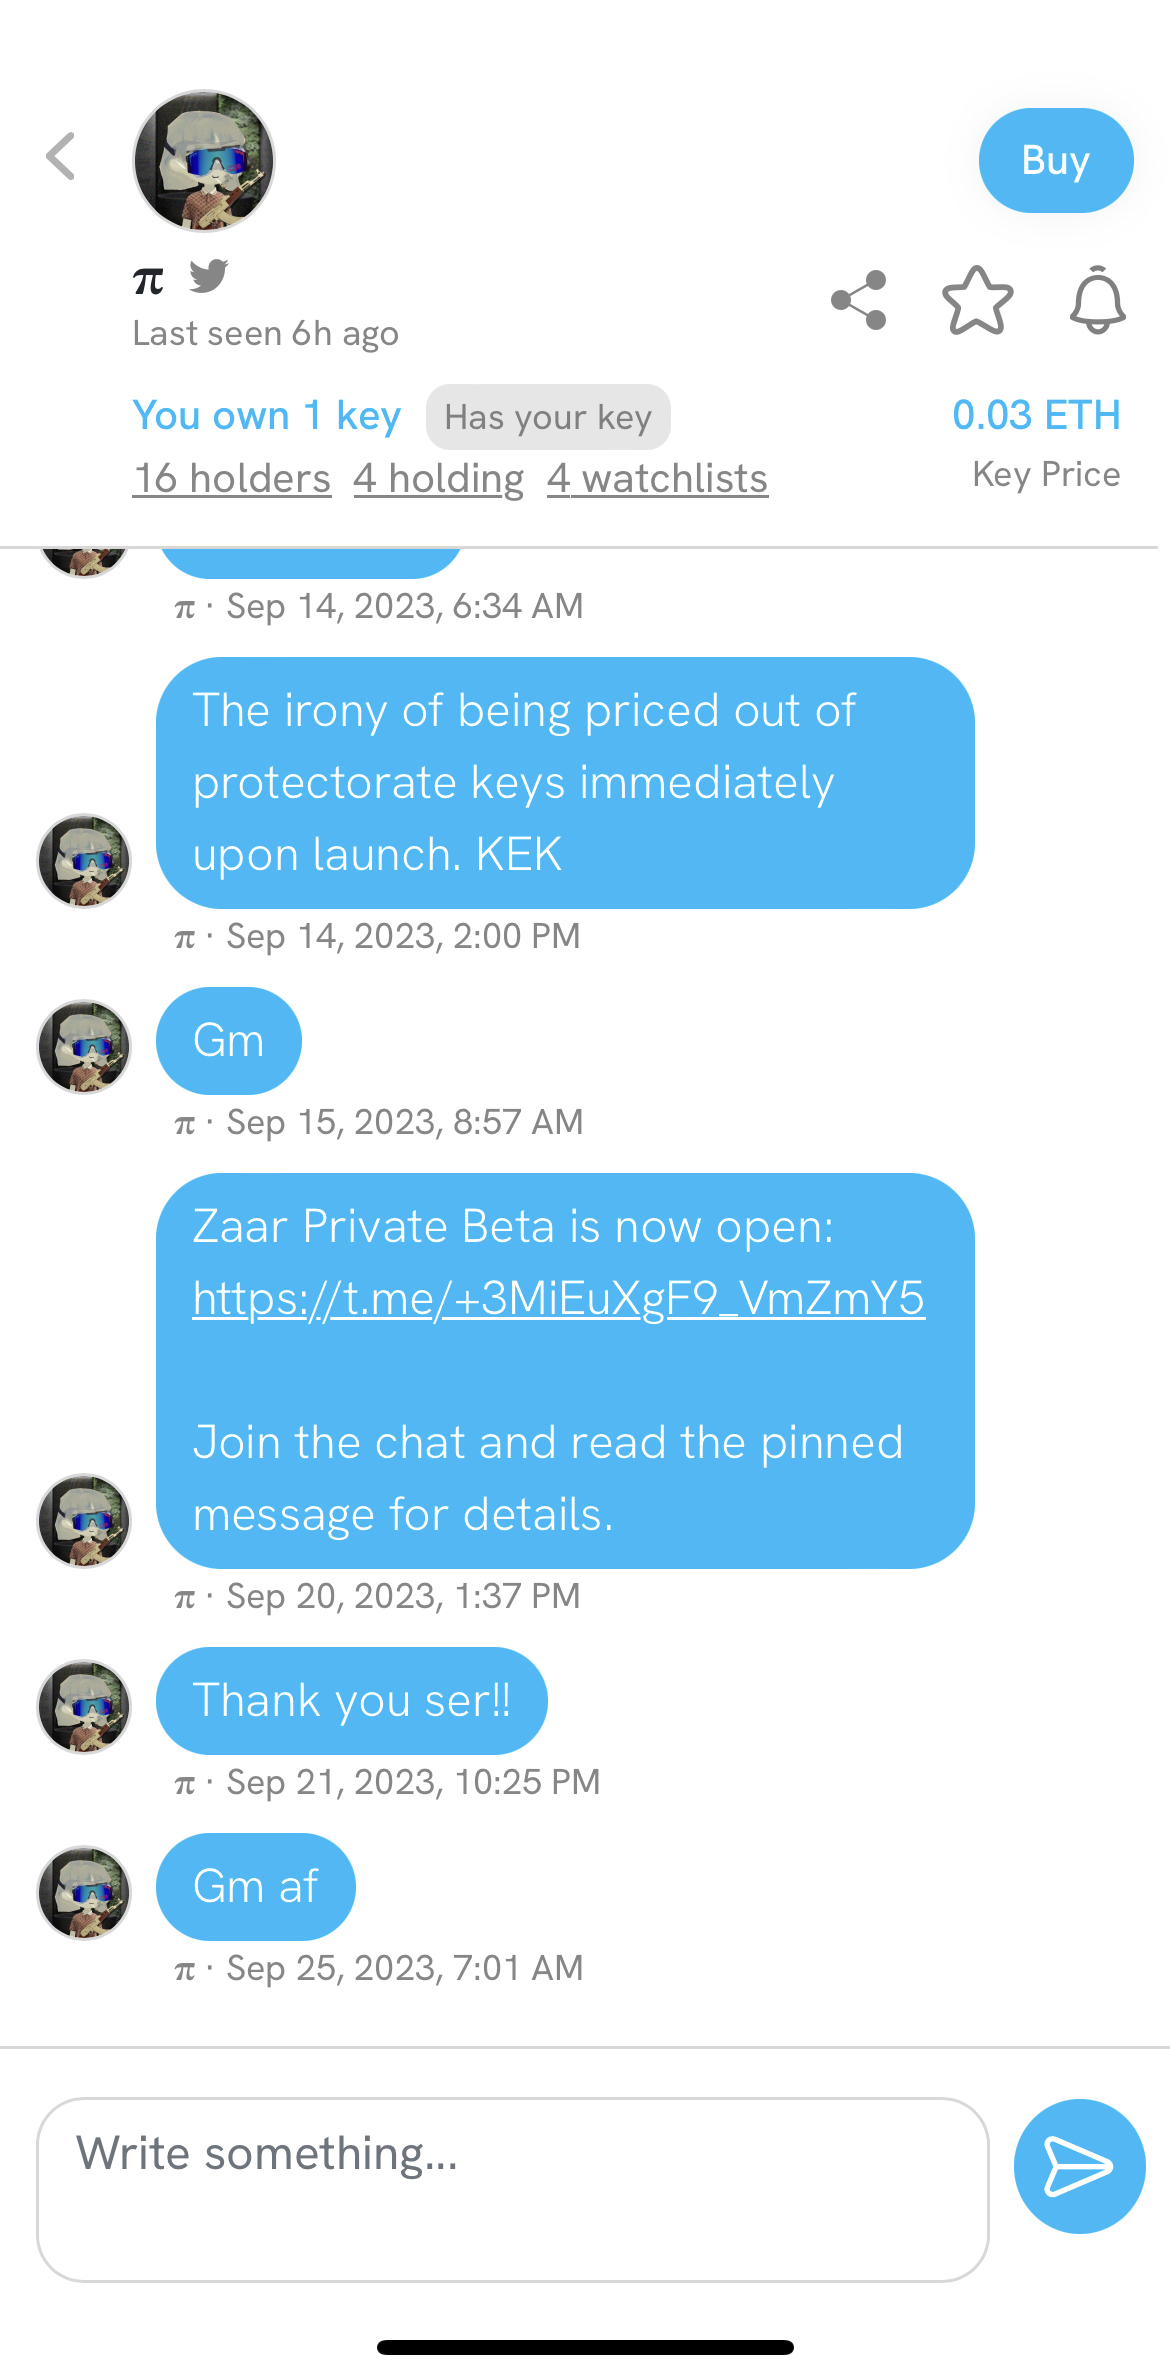 Buy
π
Last seen 6h ago
You own 1 key Has your key 0.03 ETH
16 holders 4 holding 4 watchlists Key Price
π · Sep 14, 2023, 6:34 AM
The irony of being priced out of
protectorate keys immediately
upon launch. KEK
π · Sep 14, 2023, 2:00 PM
Gm
π · Sep 15, 2023, 8:57 AM
Zaar Private Beta is now open:
https://t.me/+3MiEuXgF9_VmZmY5
Join the chat and read the pinned
message for details.
π · Sep 20, 2023, 1:37 PM
Thank you ser!!
π · Sep 21, 2023, 10:25 PM
Gm af
π · Sep 25, 2023, 7:01 AM
Write something...